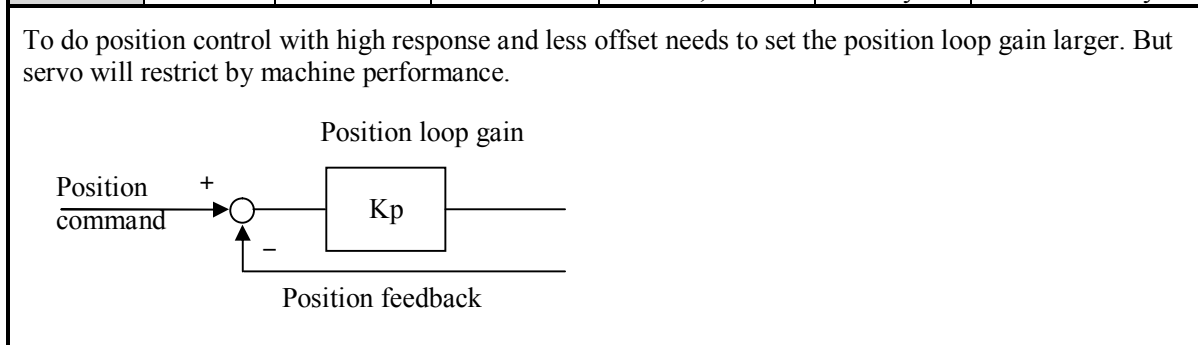 To do position control with high response and less offset needs to set the position loop gain larger. But
servo will restrict by machine performance.
Position loop gain
Position
command
+
Kp
−
Position feedback